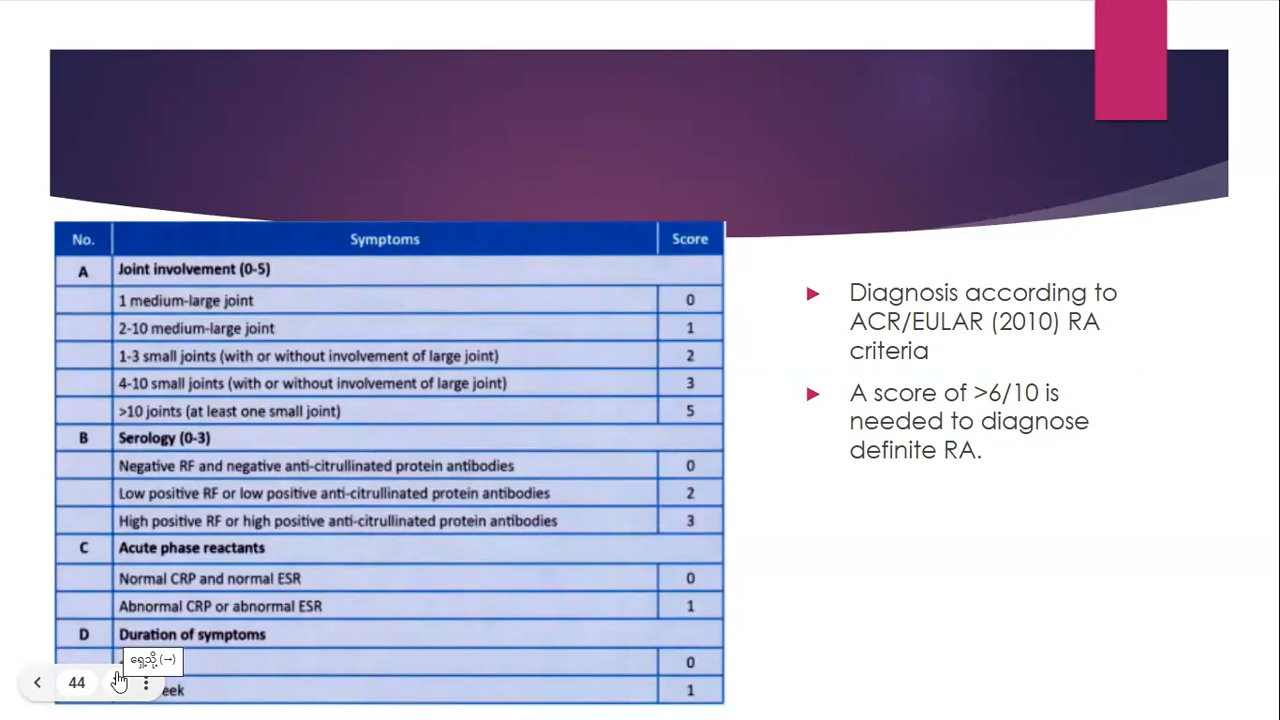 No. Symptoms Score
A Joint involvement (0-5)
1 medium-large joint 0
2-10 medium-large joint 1
1-3 small joints (with or without involvement of large joint) 2
4-10 small joints (with or without involvement of large joint) 3
>10 joints (at least one small joint) 5
B Serology (0-3)
Negative RF and negative anti-citrullinated protein antibodies 0
Low positive RF or low positive anti-citrullinated protein antibodies 2
High positive RF or high positive anti-citrullinated protein antibodies 3
C Acute phase reactants
Normal CRP and normal ESR 0
Abnormal CRP or abnormal ESR 1
D Duration of symptoms
0
eek 1
ရှေ့သို့ (→)
44
Diagnosis according to
ACR/EULAR (2010) RA
criteria
A score of >6/10 is
needed to diagnose
definite RA.